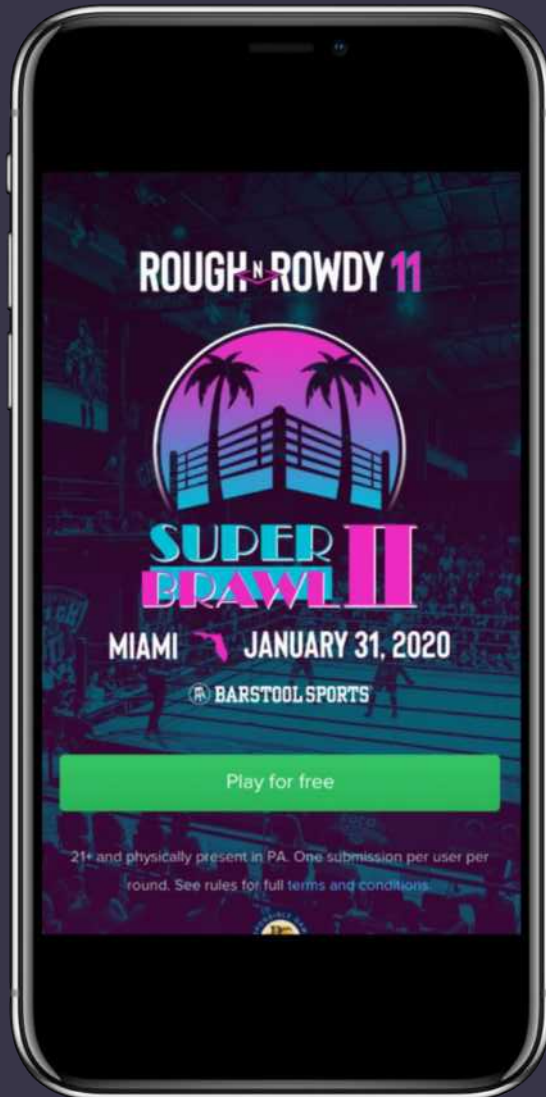 ROUGH N ROWDY 11
SUPER
BRAWL II
MIAMI JANUARY 31, 2020
BARSTOOL SPORTS
Play for free
21+ and physically present in PA. One submission per user per
round. See rules for full terms and conditions.